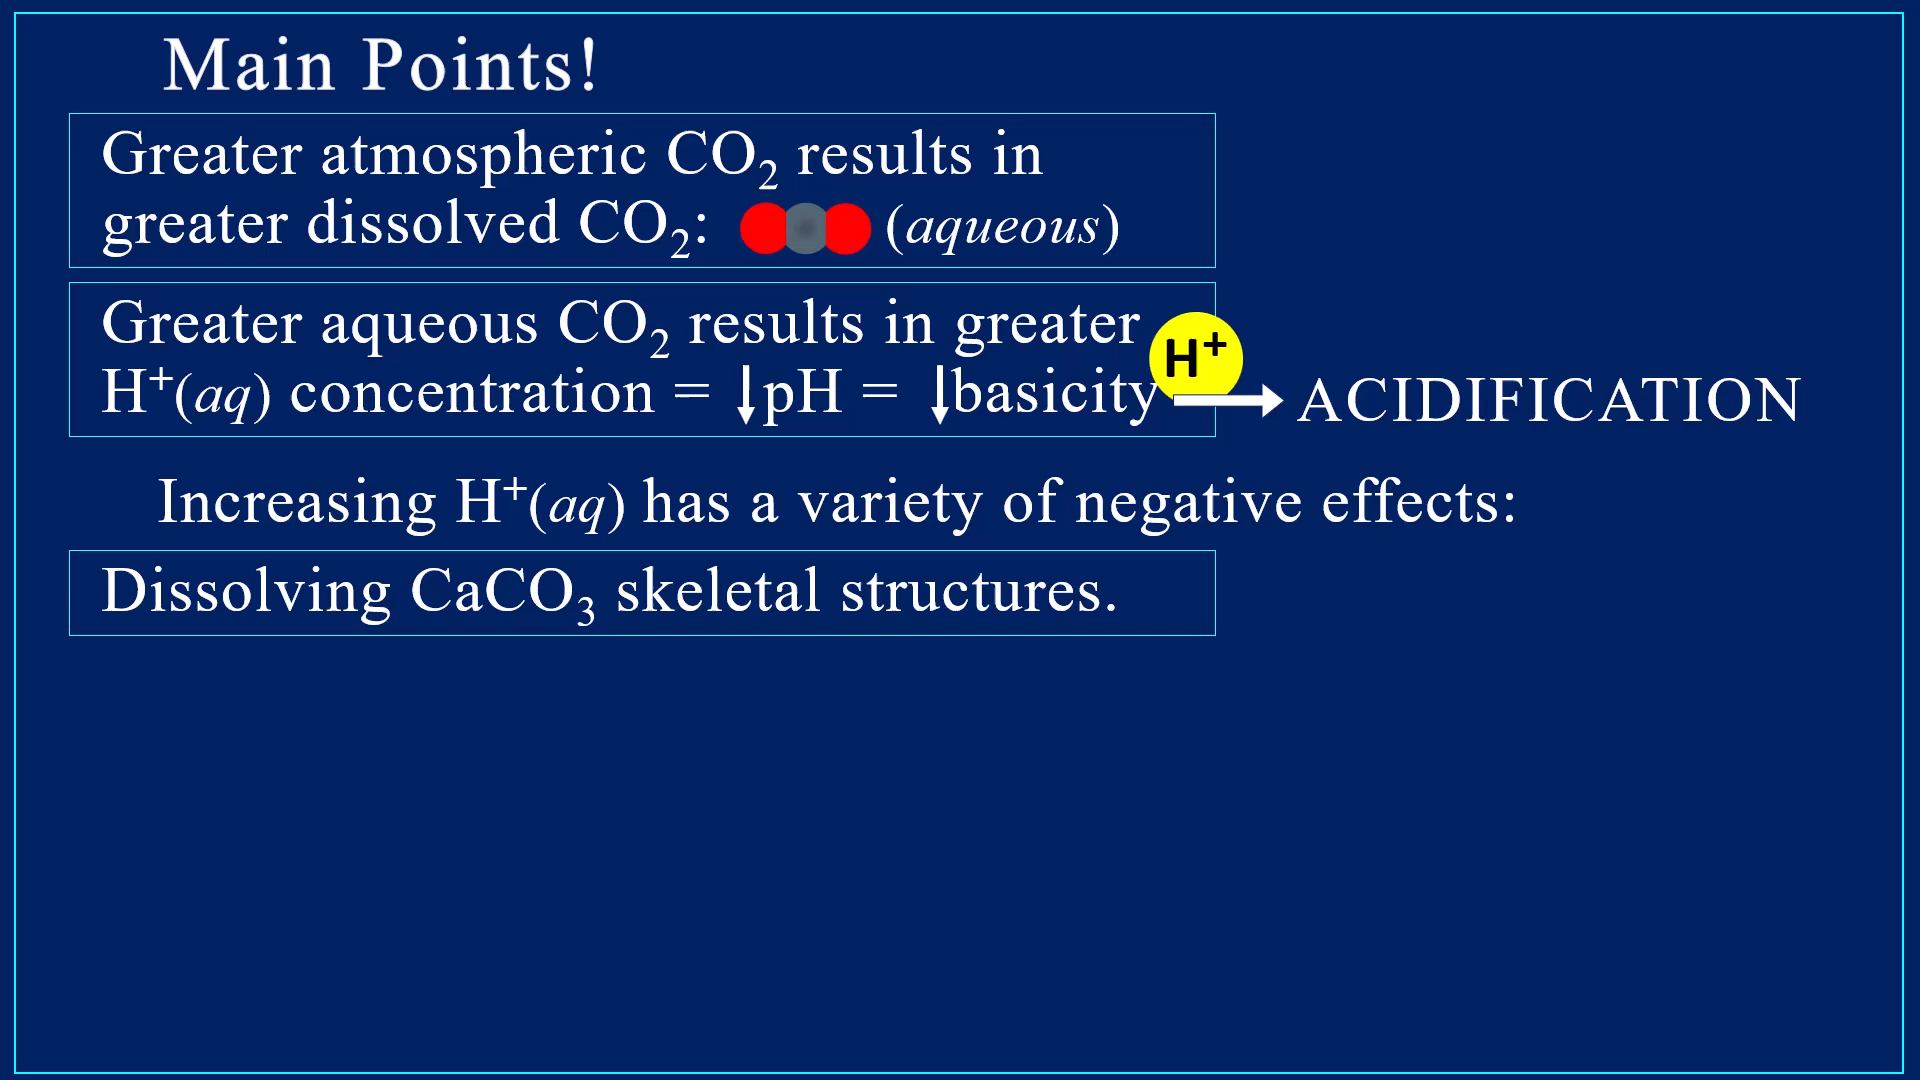 Main Points!
Greater atmospheric CO₂ results in
greater dissolved CO₂: (aqueous)
Greater aqueous CO₂ results in greater
H⁺
H⁺(aq) concentration = ↓pH = ↓basicity → ACIDIFICATION
Increasing H⁺(aq) has a variety of negative effects:
Dissolving CaCO₃ skeletal structures.